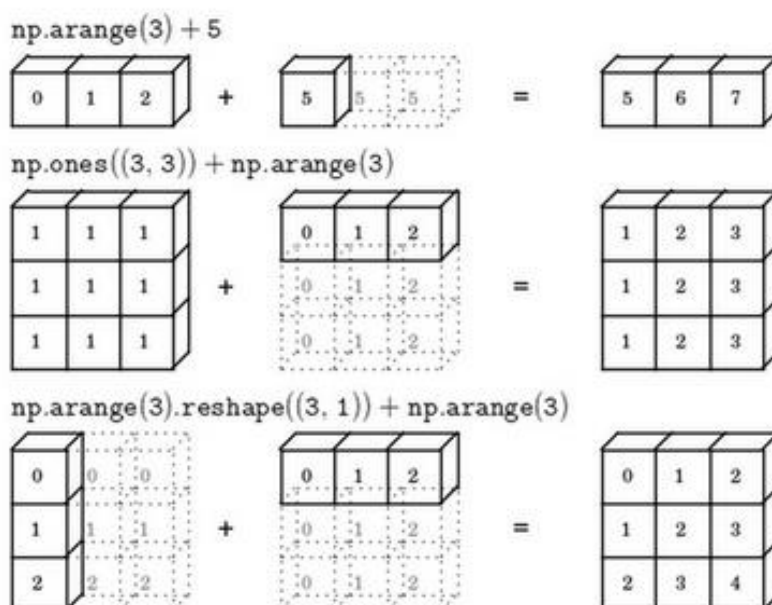 np.arange(3) + 5
0 1 2 + 5 5 5 = 5 6 7
np.ones((3, 3)) + np.arange(3)
1 1 1 0 1 2 1 2 3
1 1 1 + 0 1 2 = 1 2 3
1 1 1 0 1 2 1 2 3
np.arange(3).reshape((3, 1)) + np.arange(3)
0 0 0 0 1 2 0 1 2
1 1 1 + 0 1 2 = 1 2 3
2 2 2 0 1 2 2 3 4